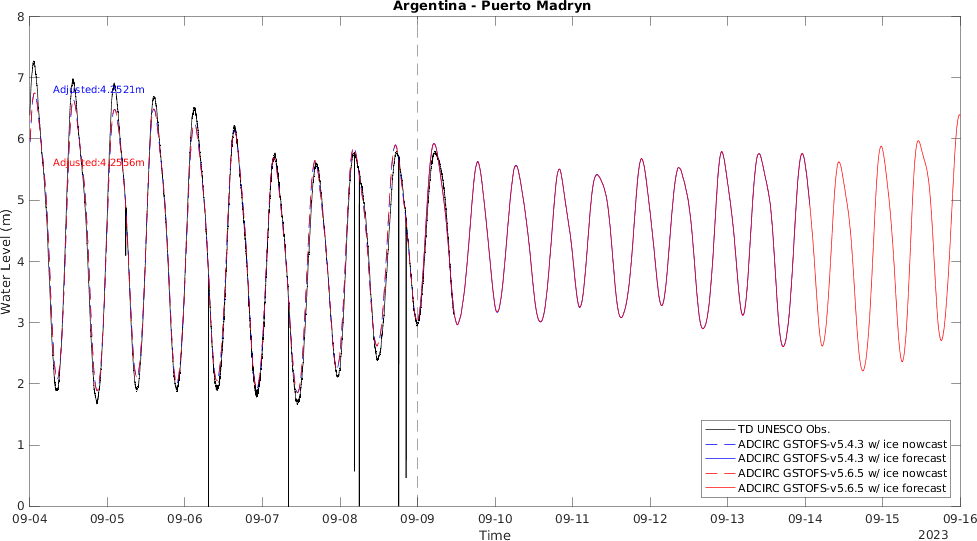 Argentina - Puerto Madryn
8
7
6
5
4
3
2
1
0
Water Level (m)
Adjusted:4.2521m
Adjusted:4.2556m
TD UNESCO Obs.
ADCIRC GSTOFS-v5.4.3 w/ ice nowcast
ADCIRC GSTOFS-v5.4.3 w/ ice forecast
ADCIRC GSTOFS-v5.6.5 w/ ice nowcast
ADCIRC GSTOFS-v5.6.5 w/ ice forecast
09-04 09-05 09-06 09-07 09-08 09-09 09-10 09-11 09-12 09-13 09-14 09-15 09-16
Time
2023